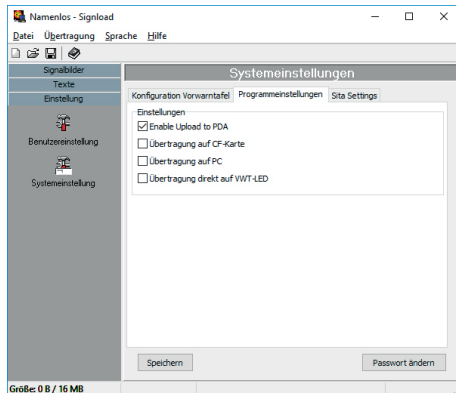 Namenlos - Signload
Datei Übertragung Sprache Hilfe
Signalbilder
Texte
Einstellung
Benutzereinstellung
Systemeinstellung
Systemeinstellungen
Konfiguration Vorwarntafel Programmeinstellungen Sita Settings
Einstellungen
Enable Upload to PDA
Übertragung auf CF-Karte
Übertragung auf PC
Übertragung direkt auf VWT-LED
Speichern Passwort ändern
Größe: 0 B / 16 MB